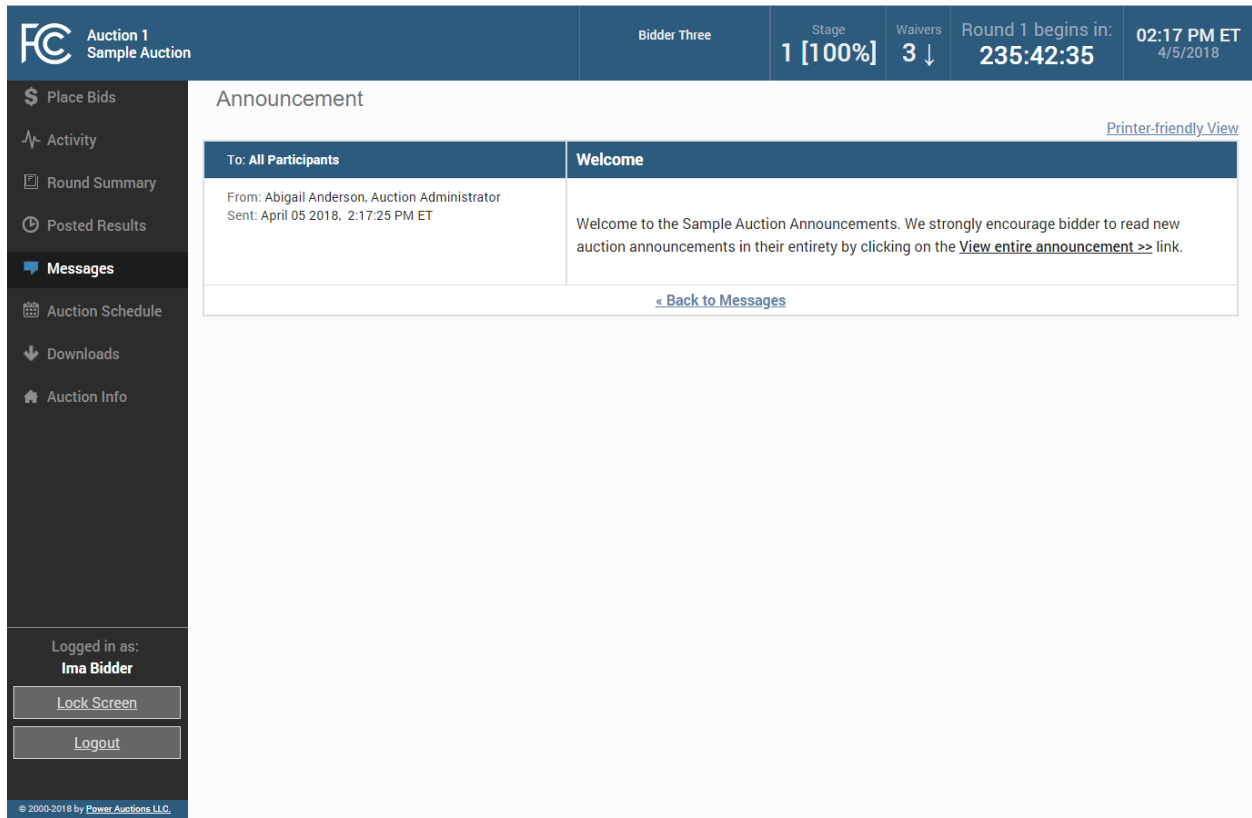 FCC
Auction 1
Sample Auction
Bidder Three
Stage
1 [100%]
Waivers
3 ↓
Round 1 begins in:
235:42:35
02:17 PM ET
4/5/2018
Place Bids
Activity
Round Summary
Posted Results
Messages
Auction Schedule
Downloads
Auction Info
Logged in as:
Ima Bidder
Lock Screen
Logout
© 2000-2018 by Power Auctions LLC.
Announcement
Printer-friendly View
To: All Participants
Welcome
From: Abigail Anderson, Auction Administrator
Sent: April 05 2018, 2:17:25 PM ET
Welcome to the Sample Auction Announcements. We strongly encourage bidder to read new
auction announcements in their entirety by clicking on the View entire announcement >> link.
« Back to Messages